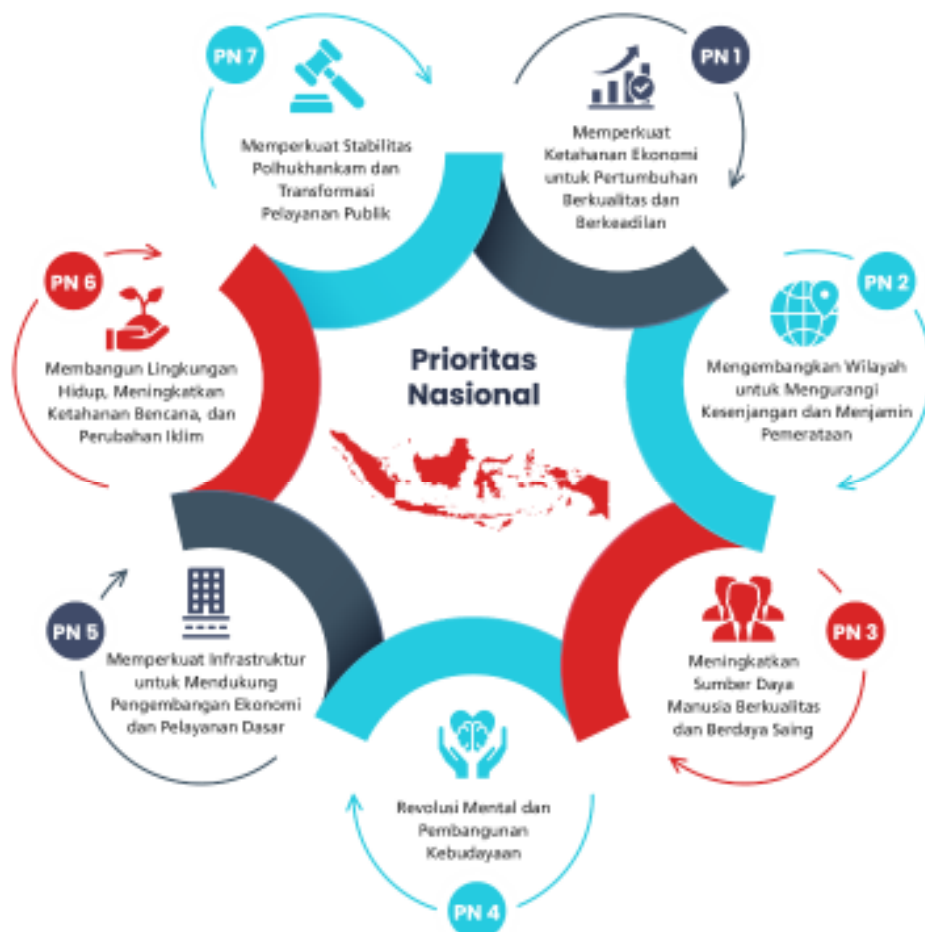 Prioritas
Nasional
PN 1
Memperkuat
Ketahanan Ekonomi
untuk Pertumbuhan
Berkualitas dan
Berkeadilan
PN 2
Mengembangkan Wilayah
untuk Mengurangi
Kesenjangan dan Menjamin
Pemerataan
PN 3
Meningkatkan
Sumber Daya
Manusia Berkualitas
dan Berdaya Saing
Revolusi Mental dan
Pembangunan
Kebudayaan
PN 4
PN 5
Memperkuat Infrastruktur
untuk Mendukung
Pengembangan Ekonomi
dan Pelayanan Dasar
PN 6
Membangun Lingkungan
Hidup, Meningkatkan
Ketahanan Bencana, dan
Perubahan Iklim
PN 7
Memperkuat Stabilitas
Polhukhankam dan
Transformasi
Pelayanan Publik